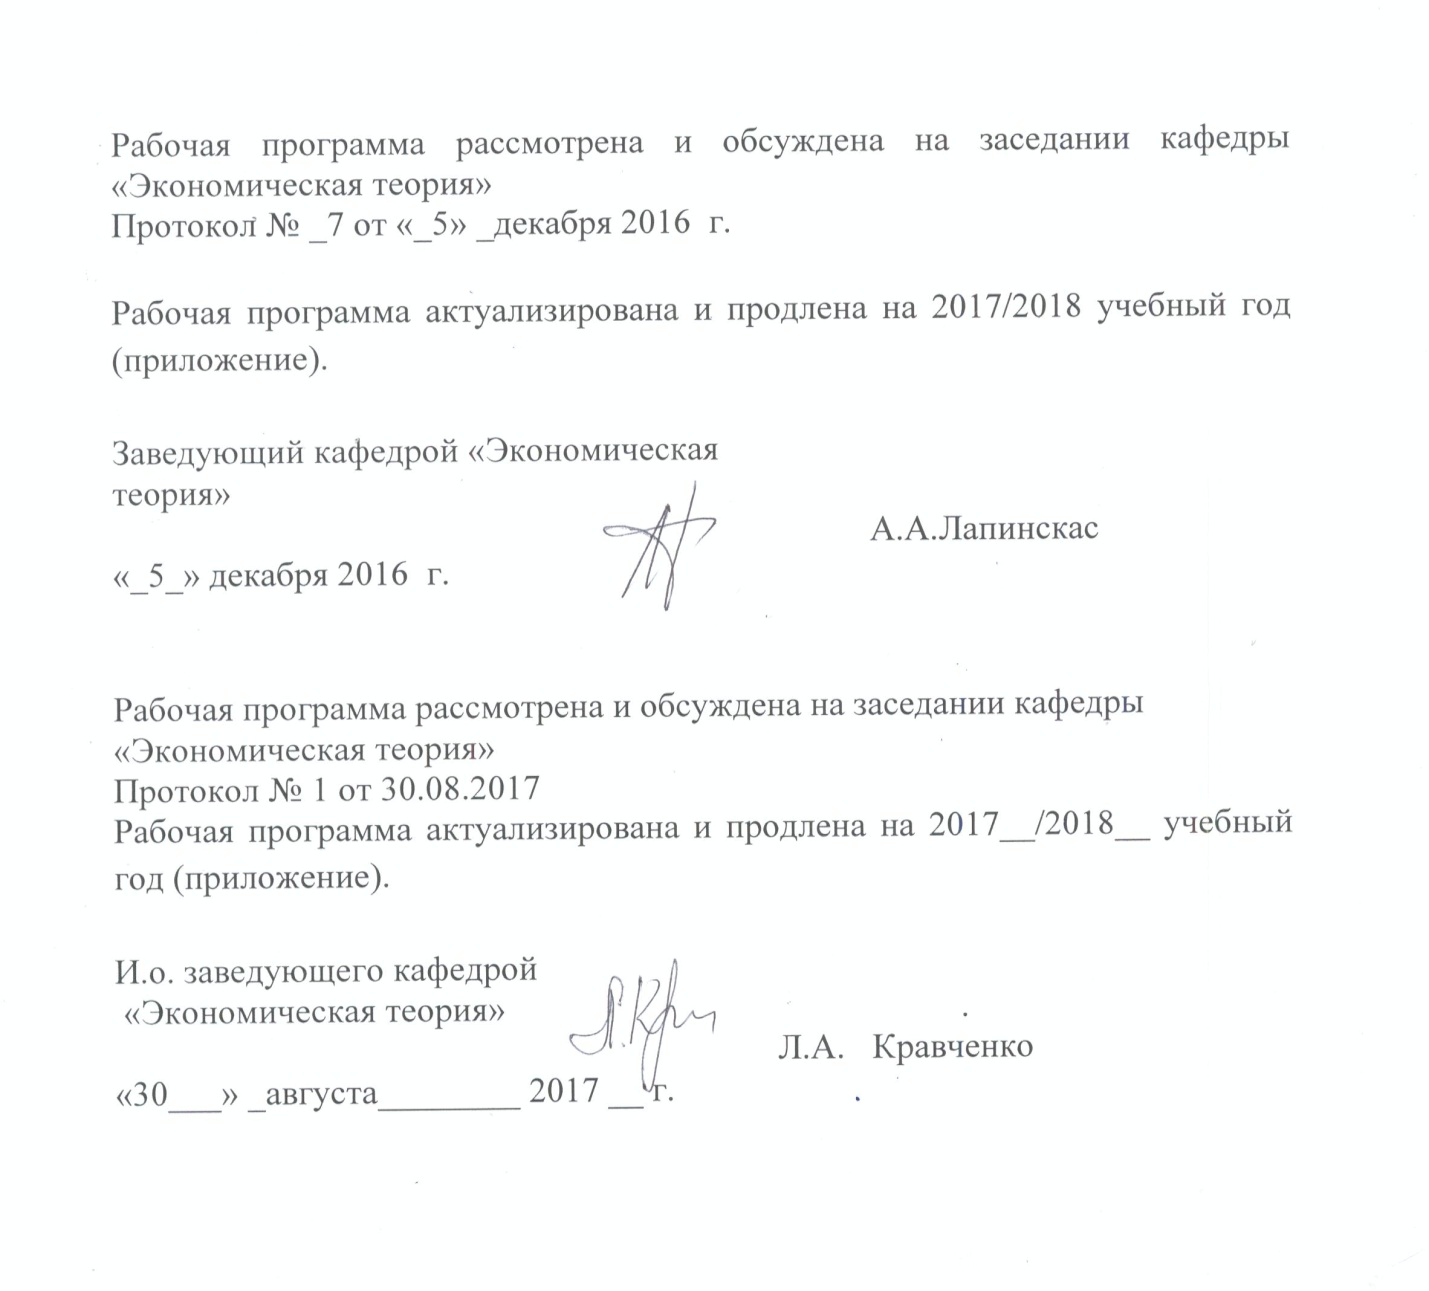 Рабочая программа рассмотрена и обсуждена на заседании кафедры
«Экономическая теория»
Протокол № _7 от «_5» _декабря 2016 г.
Рабочая программа актуализирована и продлена на 2017/2018 учебный год
(приложение).
Заведующий кафедрой «Экономическая
теория»
А.А.Лапинскас
«_5_» декабря 2016 г.
Рабочая программа рассмотрена и обсуждена на заседании кафедры
«Экономическая теория»
Протокол № 1 от 30.08.2017
Рабочая программа актуализирована и продлена на 2017__/2018__ учебный
год (приложение).
И.о. заведующего кафедрой
«Экономическая теория»
Л.А. Кравченко
«30___» _августа________ 2017 __ г.